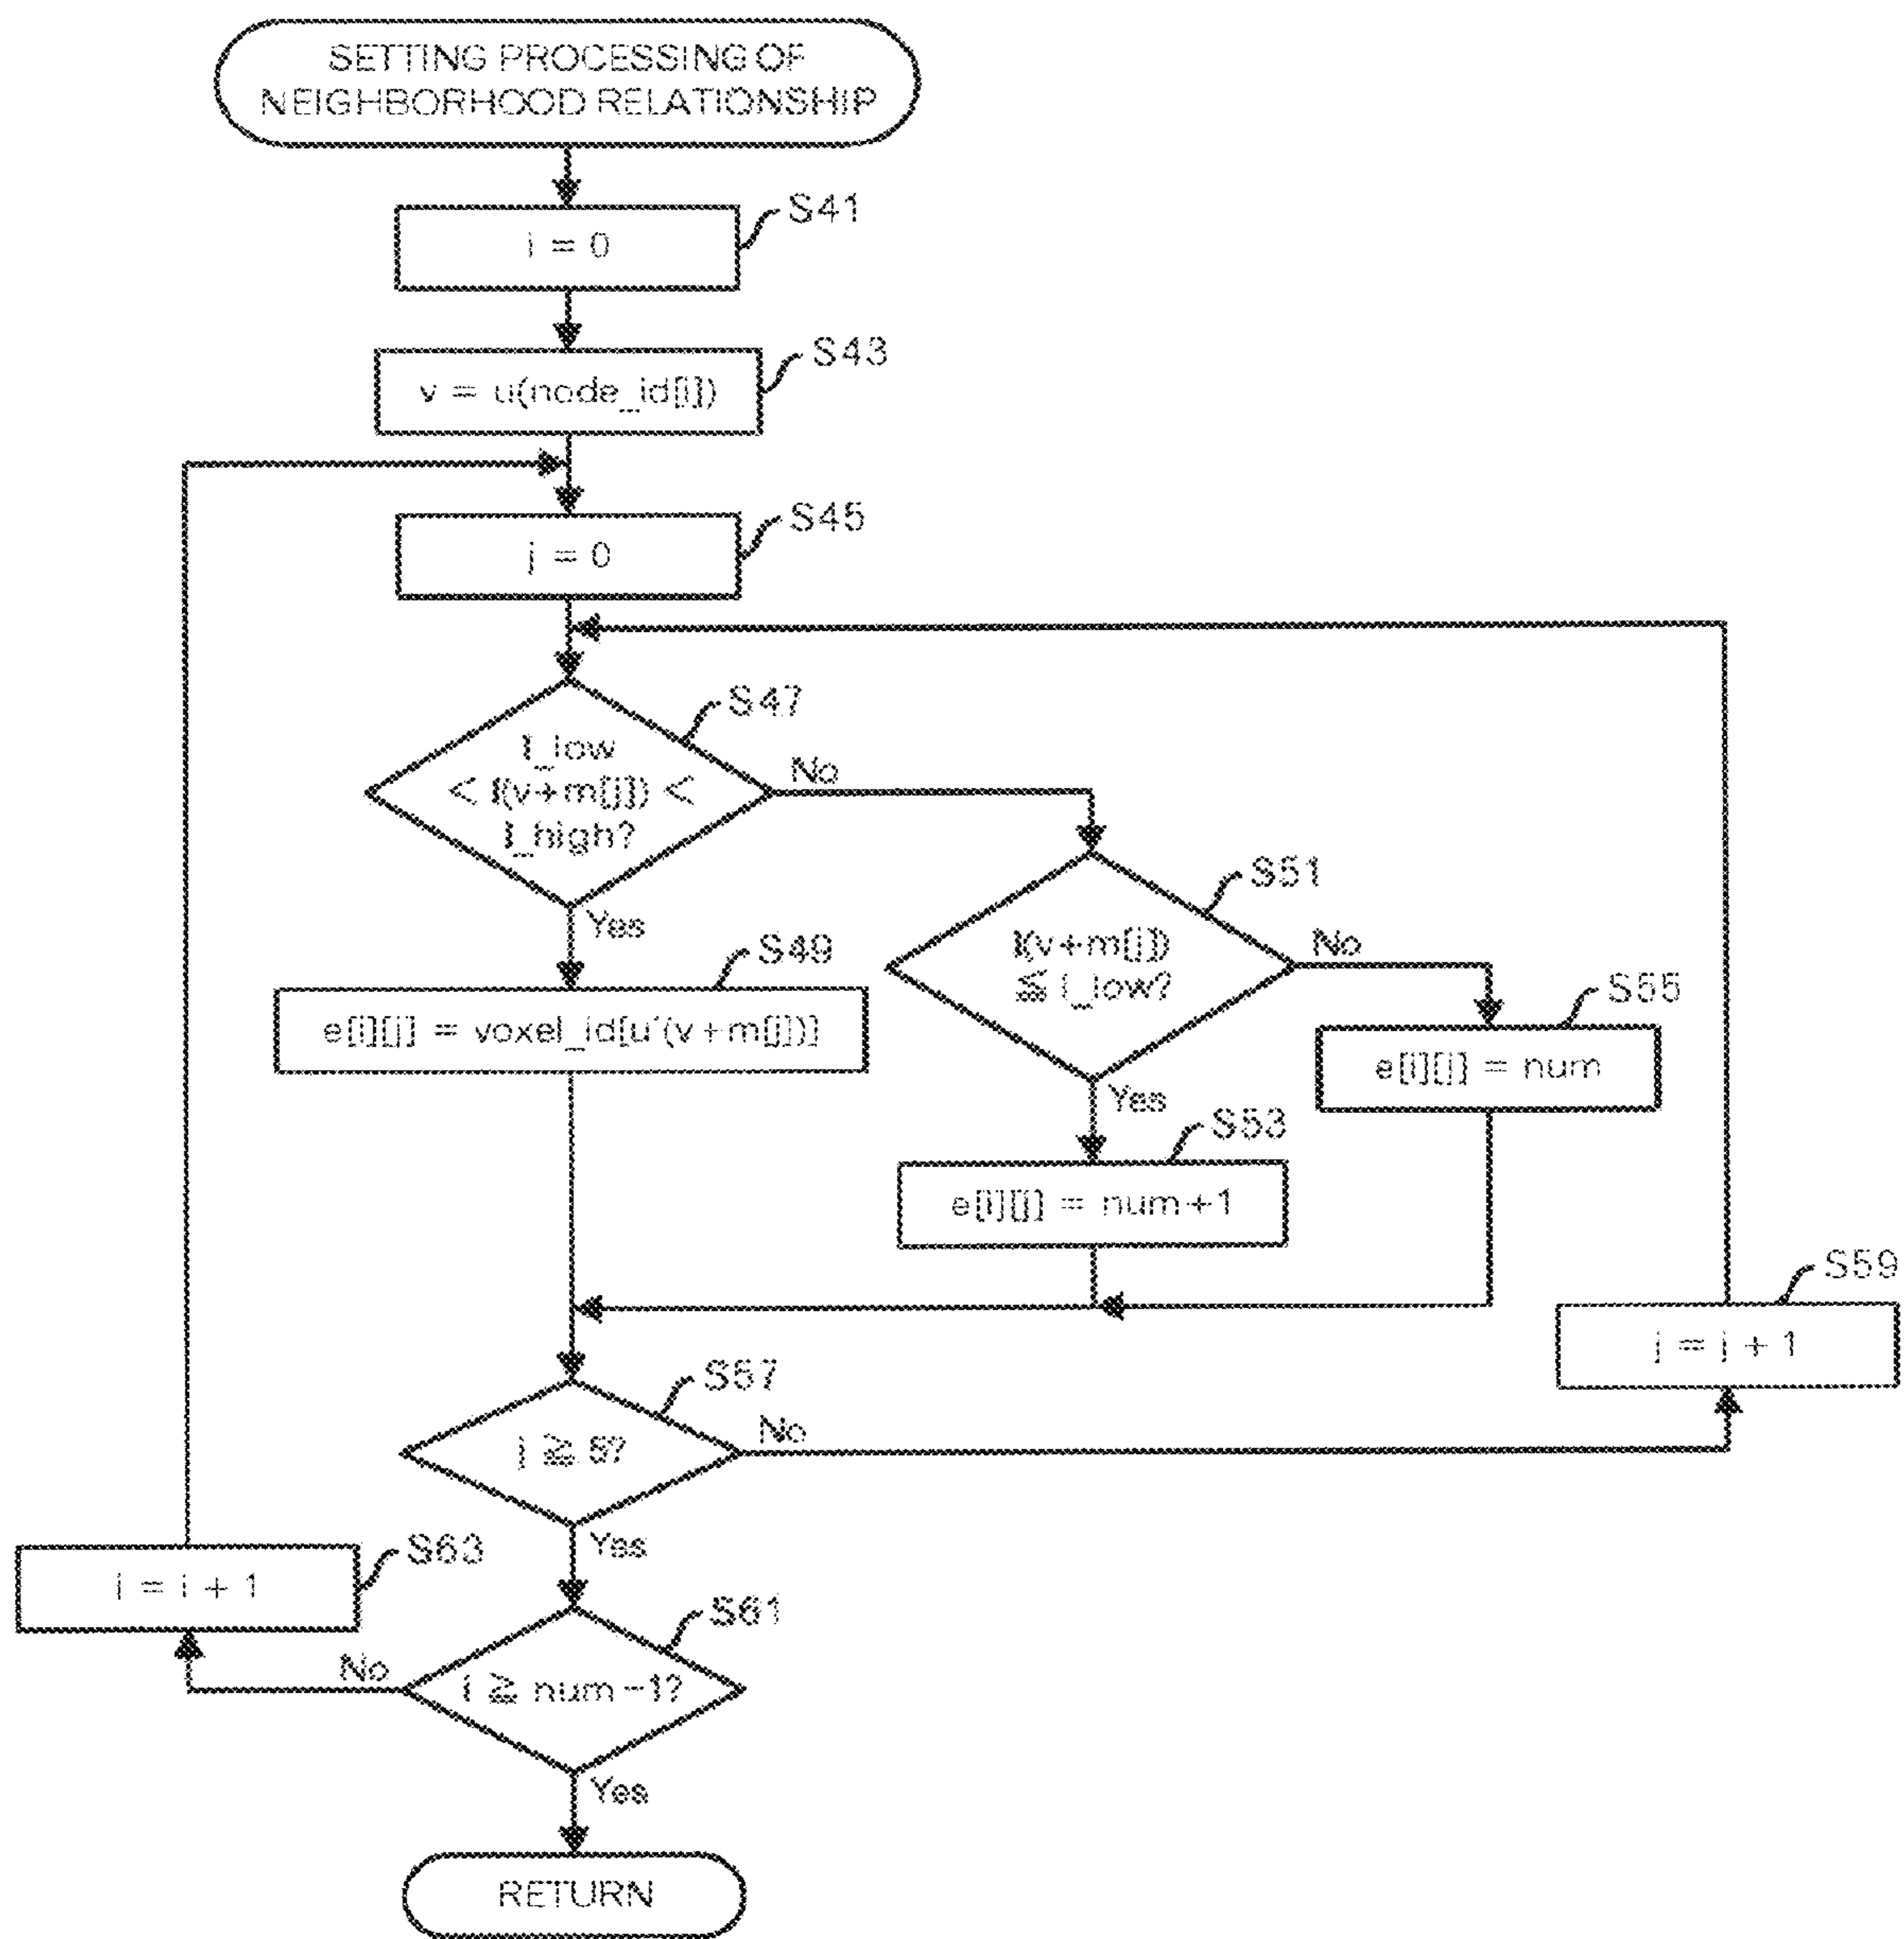 SETTING PROCESSING OF
NEIGHBORHOOD RELATIONSHIP
S41
i = 0
S43
v = u(node_id[i])
S45
j = 0
S47
I_low
< I(v+m[j]) <
I_high?
No
Yes
S49
e[i][j] = voxel_id[u'(v+m[j])]
S51
I(v+m[j])
≦ I_low?
No
Yes
S55
e[i][j] = num
S53
e[i][j] = num+1
S59
j = j + 1
S57
j ≧ 5?
No
Yes
S63
i = i + 1
S61
i ≧ num-1?
No
Yes
RETURN